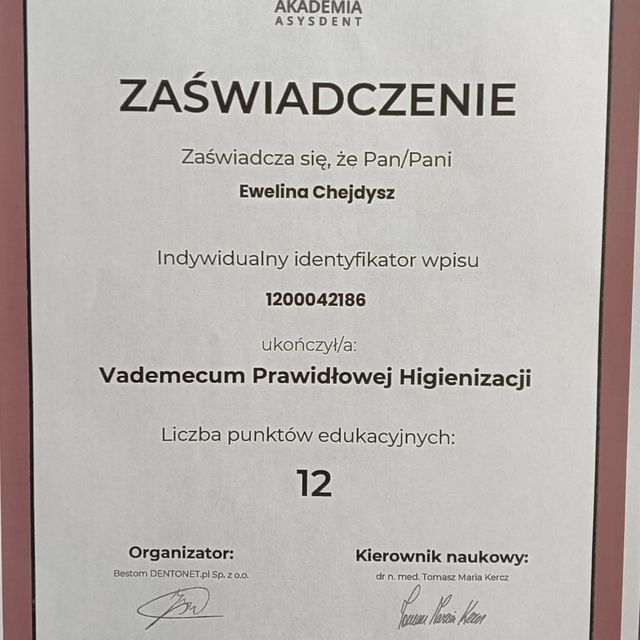 AKADEMIA
ASYSDENT
ZAŚWIADCZENIE
Zaświadcza się, że Pan/Pani
Ewelina Chejdysz
Indywidualny identyfikator wpisu
1200042186
ukończył/a:
Vademecum Prawidłowej Higienizacji
Liczba punktów edukacyjnych:
12
Organizator:
Bestom DENTONET.pl Sp. z o.o.
Kierownik naukowy:
dr n. med. Tomasz Maria Kercz